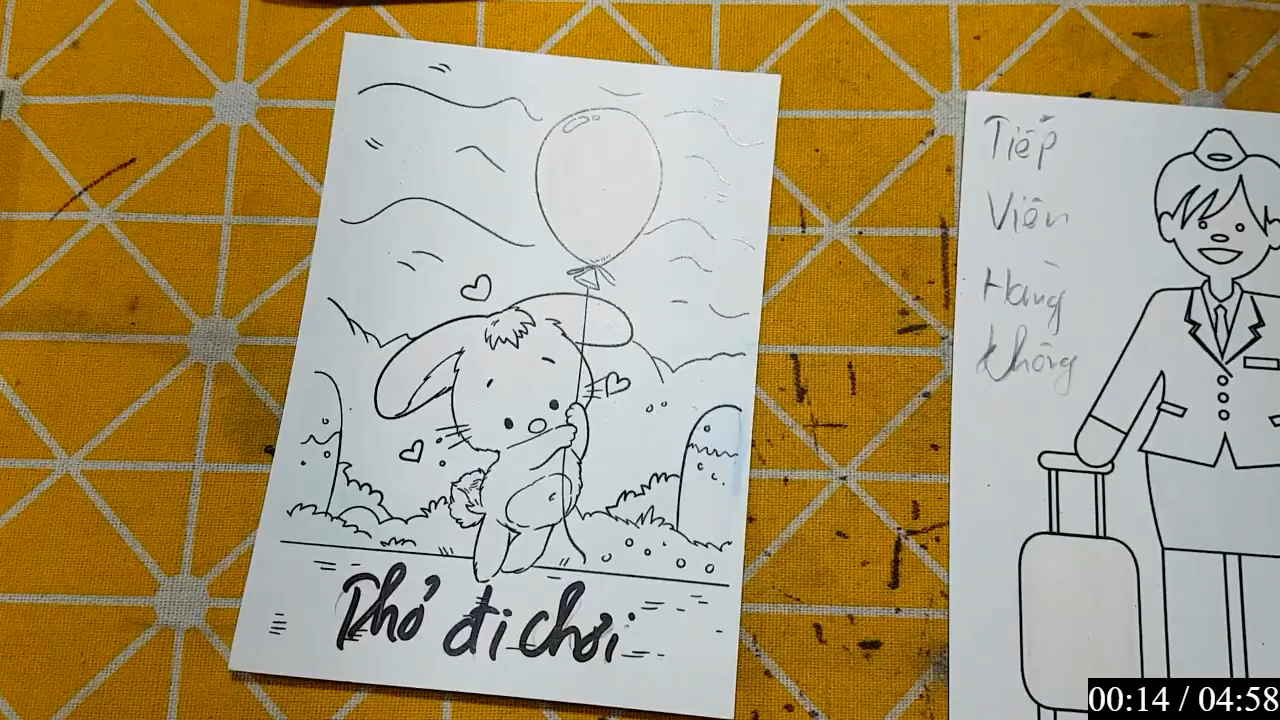 Thỏ đi chơi
Tiếp
Viên
Hàng
không
00:14 / 04:58